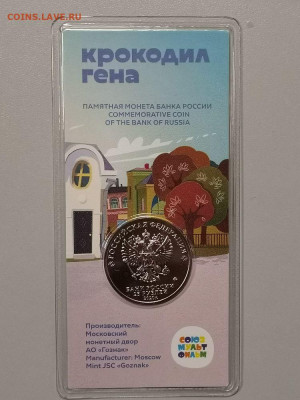 COINS.LAVE.RU
крокодил
гена
ПАМЯТНАЯ МОНЕТА БАНКА РОССИИ
COMMEMORATIVE COIN
OF THE BANK OF RUSSIA
РОССИЙСКАЯ ФЕДЕРАЦИЯ
БАНК РОССИИ
25 РУБЛЕЙ
Производитель:
Московский
монетный двор
АО «Гознак»
Manufacturer: Moscow
Mint JSC «Goznak»
СОЮЗ
МУЛЬТ
ФИЛЬМ